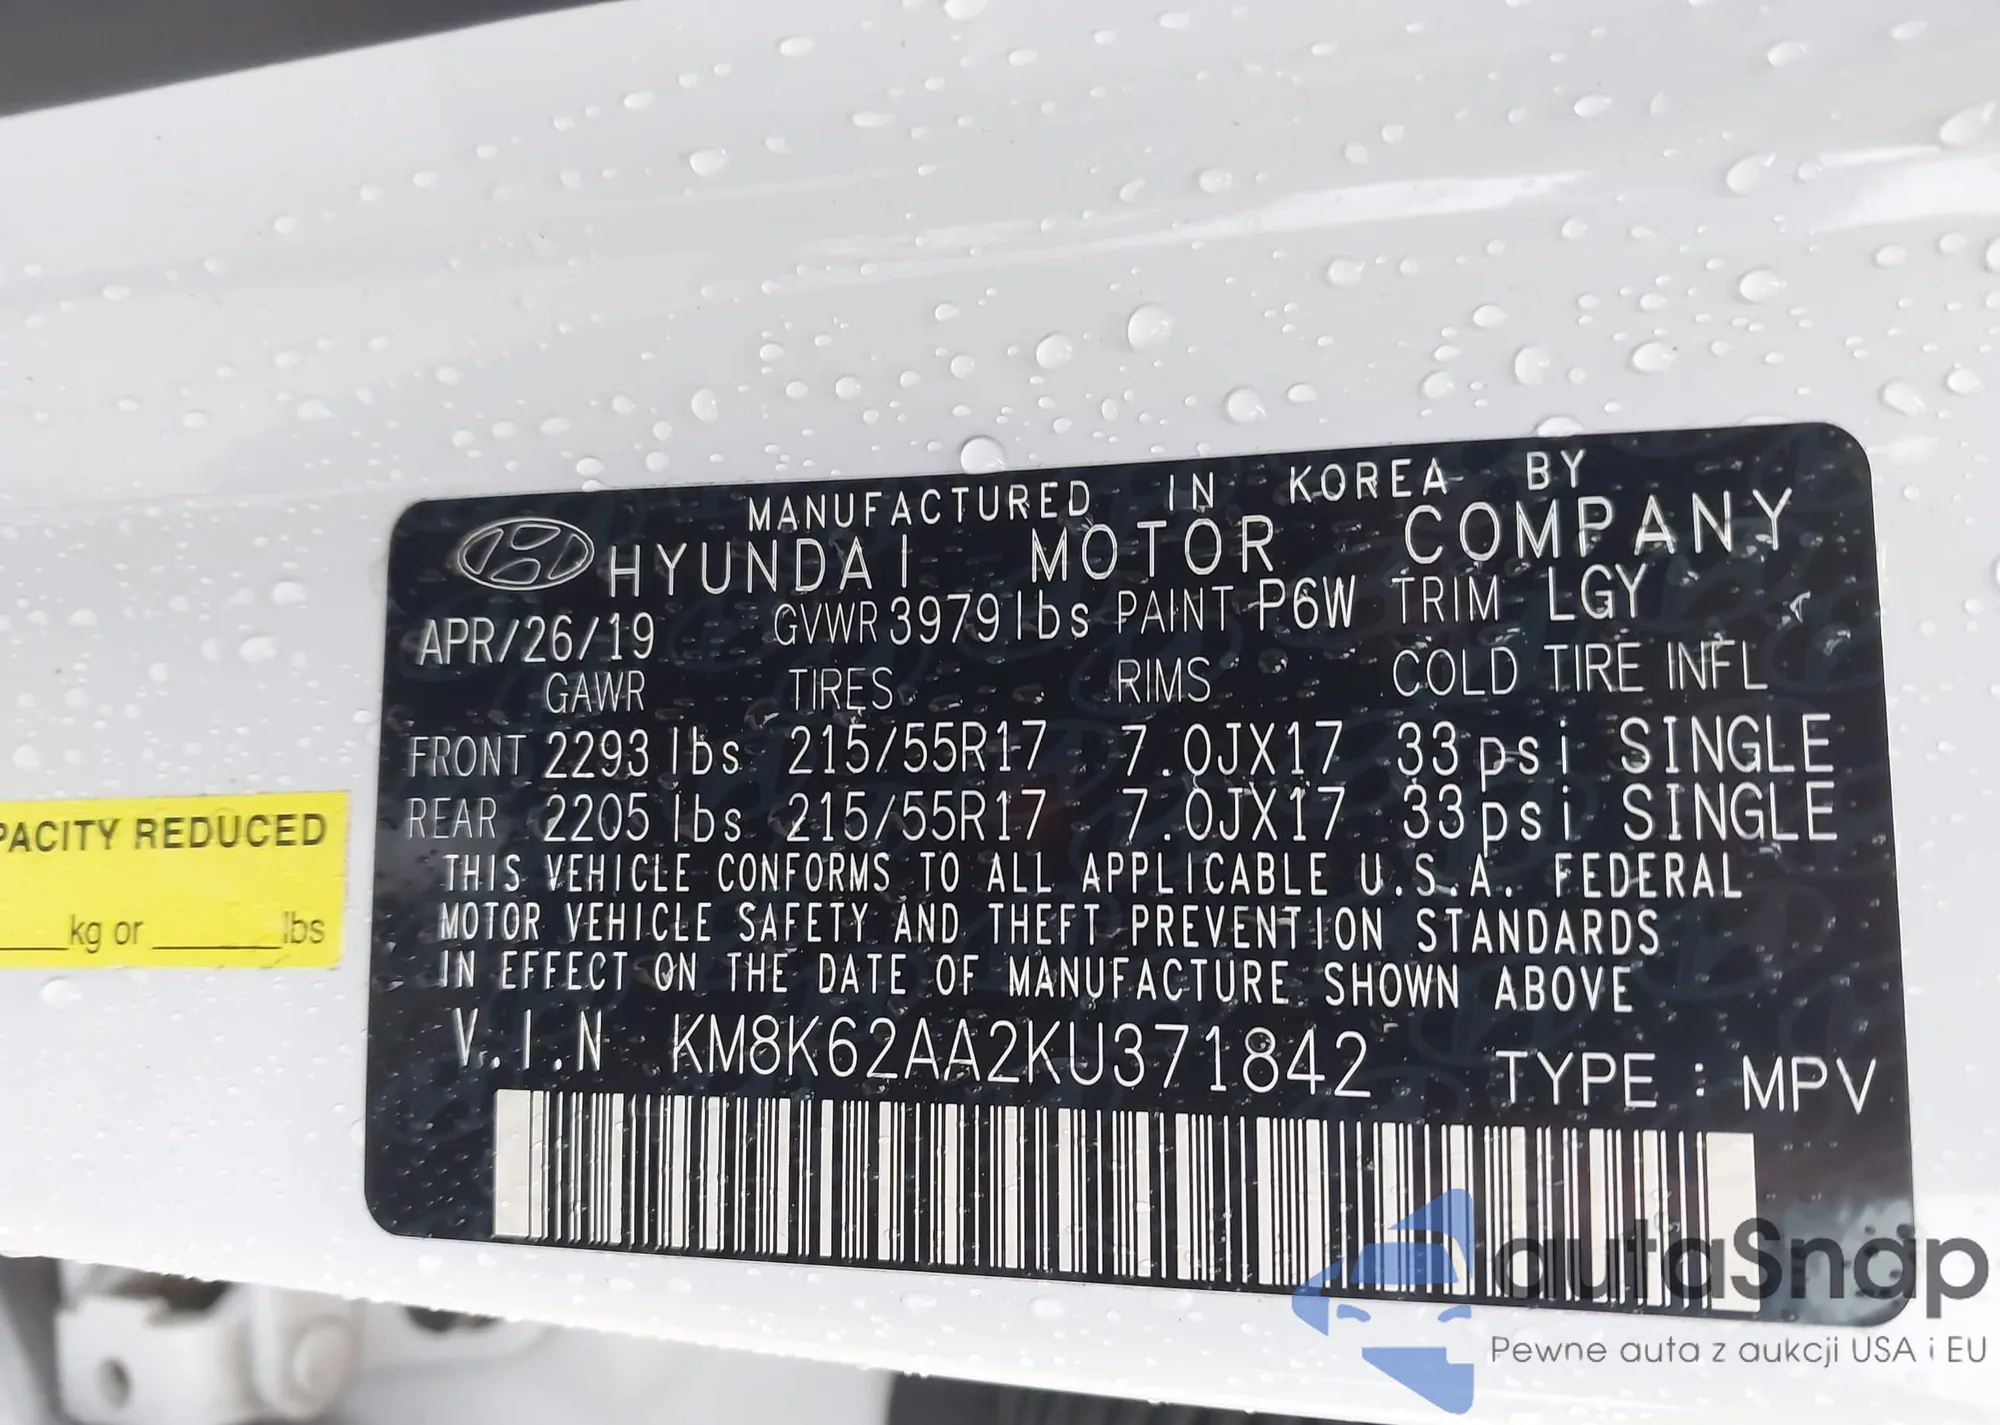 MANUFACTURED IN KOREA BY
HYUNDAI MOTOR COMPANY
APR/26/19 GVWR 3979 lbs PAINT P6W TRIM LGY
GAWR TIRES RIMS COLD TIRE INFL
FRONT 2293 lbs 215/55R17 7.0JX17 33psi SINGLE
REAR 2205 lbs 215/55R17 7.0JX17 33psi SINGLE
THIS VEHICLE CONFORMS TO ALL APPLICABLE U.S.A. FEDERAL
MOTOR VEHICLE SAFETY AND THEFT PREVENTION STANDARDS
IN EFFECT ON THE DATE OF MANUFACTURE SHOWN ABOVE
V.I.N KM8K62AA2KU371842 TYPE : MPV
PACITY REDUCED
____kg or ________lbs
autaSnap
Pewne auta z aukcji USA i EU